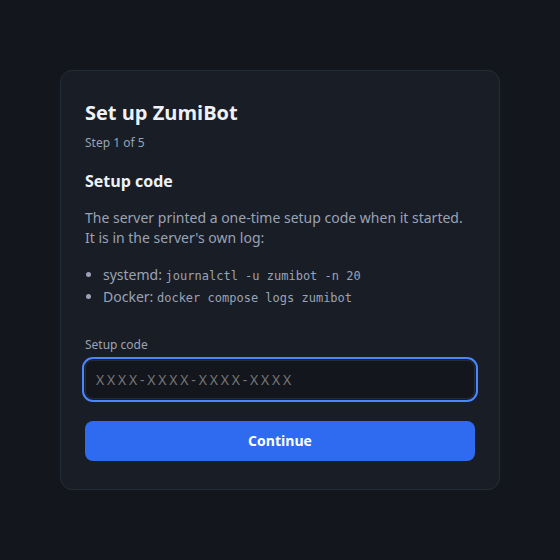 Set up ZumiBot
Step 1 of 5
Setup code
The server printed a one-time setup code when it started.
It is in the server's own log:
systemd: journalctl -u zumibot -n 20
Docker: docker compose logs zumibot
Setup code
XXXX-XXXX-XXXX-XXXX
Continue